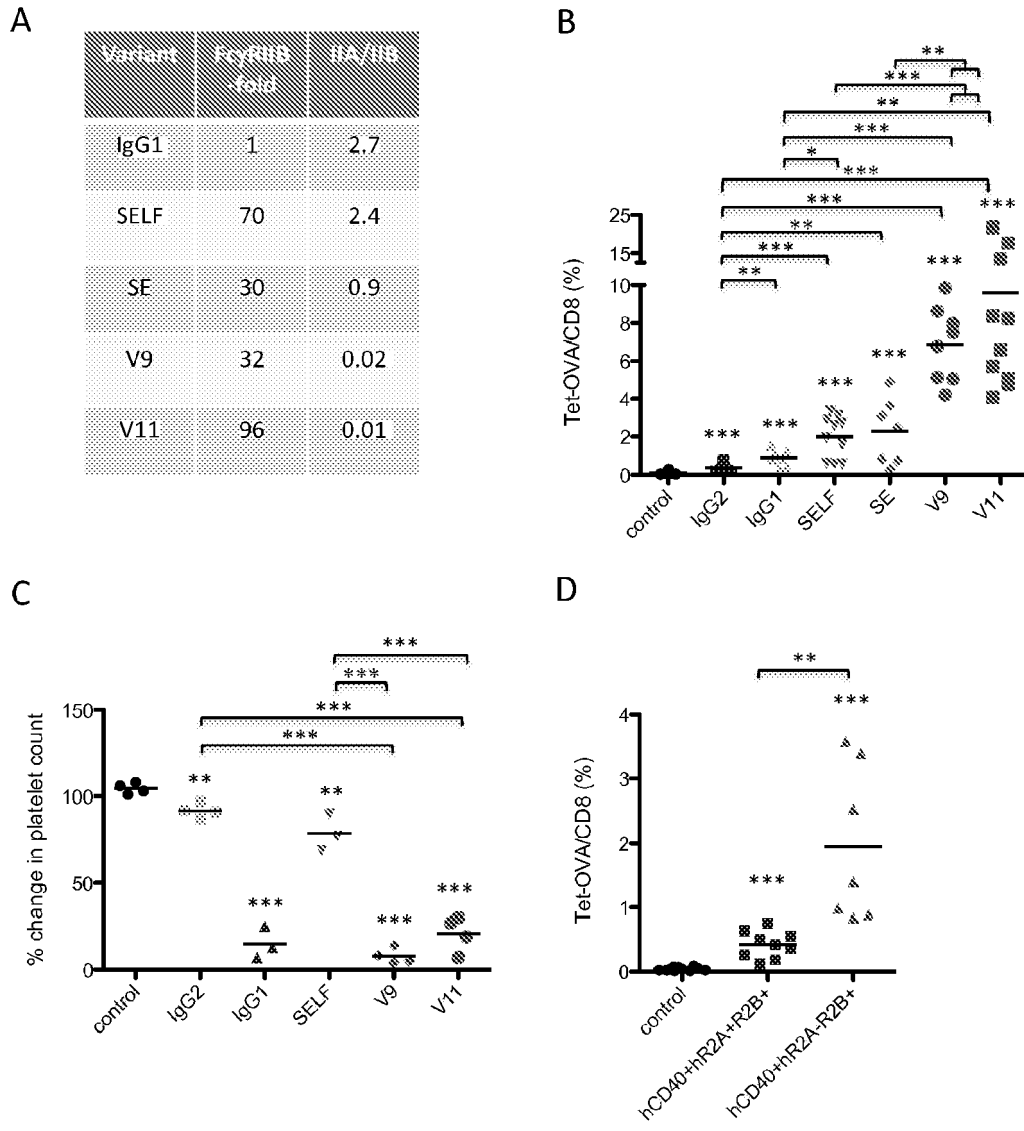 A
Variant FcγRIIB -fold IIA/IIB
IgG1 1 2.7
SELF 70 2.4
SE 30 0.9
V9 32 0.02
V11 96 0.01
B
**
***
**
***
*
***
***
**
***
**
Tet-OVA/CD8 (%)
25
15
10
8
6
4
2
0
***
***
***
***
***
***
control
IgG2
IgG1
SELF
SE
V9
V11
C
***
***
***
***
% change in platelet count
150
100
50
0
**
***
**
***
***
control
IgG2
IgG1
SELF
V9
V11
D
**
Tet-OVA/CD8 (%)
4
3
2
1
0
***
***
control
hCD40+hR2A+R2B+
hCD40+hR2A-R2B+